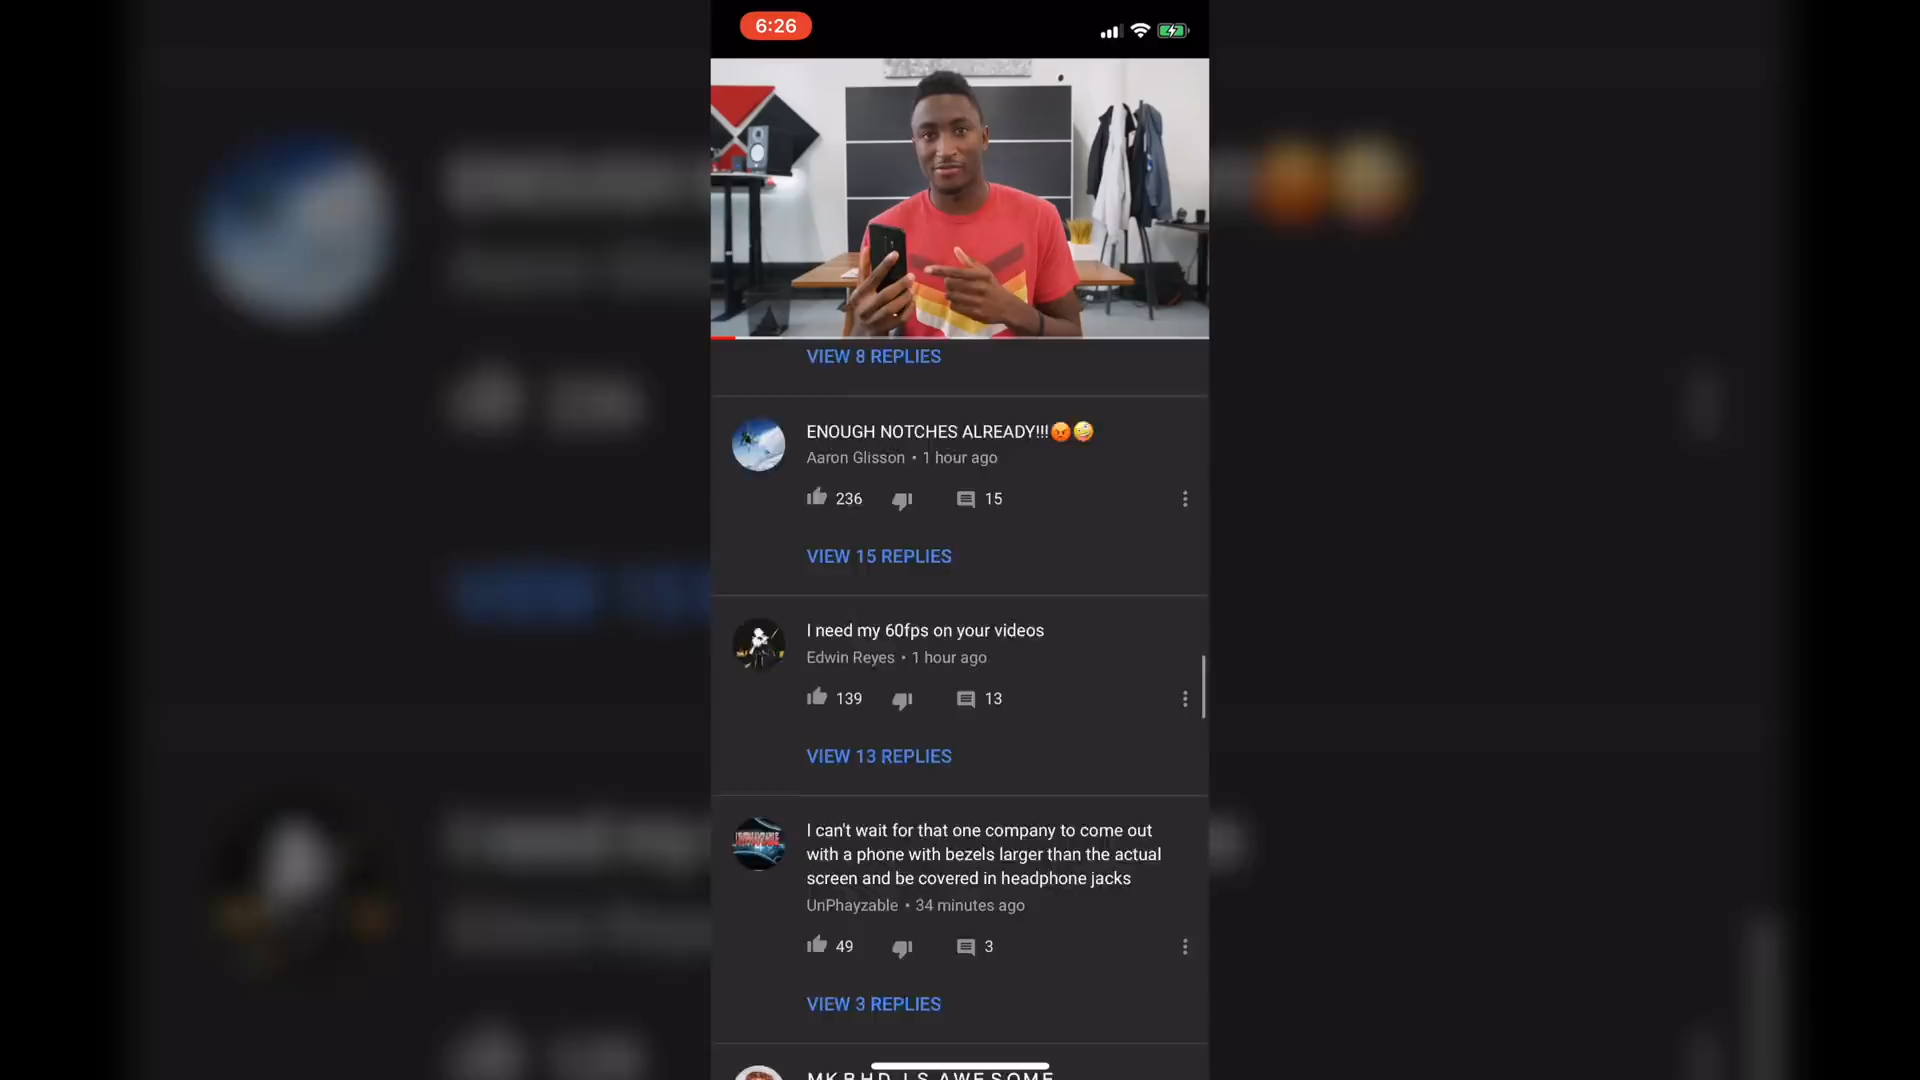 6:26
VIEW 8 REPLIES
ENOUGH NOTCHES ALREADY!!!😡🤪
Aaron Glisson • 1 hour ago
236 15
VIEW 15 REPLIES
I need my 60fps on your videos
Edwin Reyes • 1 hour ago
139 13
VIEW 13 REPLIES
I can't wait for that one company to come out
with a phone with bezels larger than the actual
screen and be covered in headphone jacks
UnPhayzable • 34 minutes ago
49 3
VIEW 3 REPLIES
M K B H D I S A W E S O M E